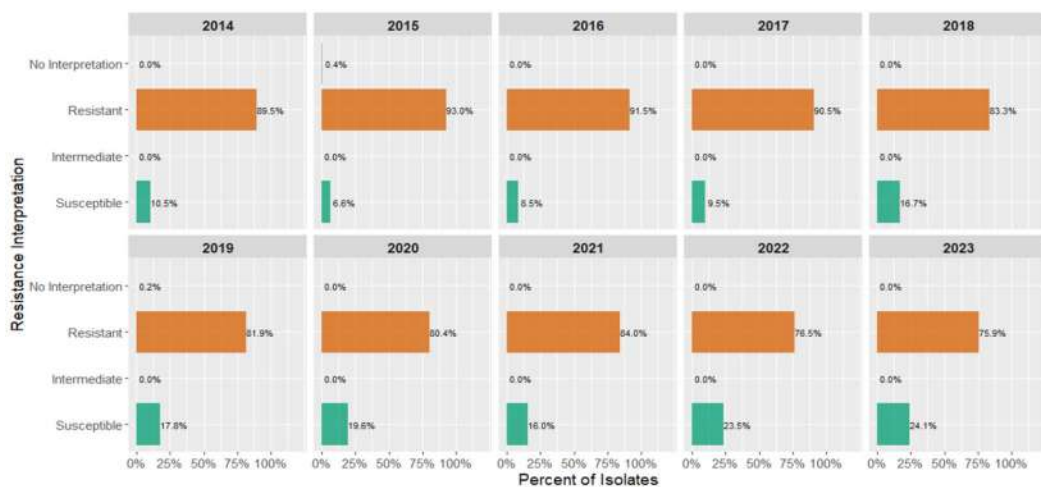 2014 2015 2016 2017 2018
No Interpretation 0.0% 0.4% 0.0% 0.0% 0.0%
Resistant 89.5% 93.0% 91.5% 90.5% 83.3%
Intermediate 0.0% 0.0% 0.0% 0.0% 0.0%
Susceptible 10.5% 6.6% 8.5% 9.5% 16.7%
Resistance Interpretation
2019 2020 2021 2022 2023
No Interpretation 0.2% 0.0% 0.0% 0.0% 0.0%
Resistant 81.9% 80.4% 84.0% 76.5% 75.9%
Intermediate 0.0% 0.0% 0.0% 0.0% 0.0%
Susceptible 17.8% 19.6% 16.0% 23.5% 24.1%
0% 25% 50% 75% 100% 0% 25% 50% 75% 100% 0% 25% 50% 75% 100% 0% 25% 50% 75% 100% 0% 25% 50% 75% 100%
Percent of Isolates